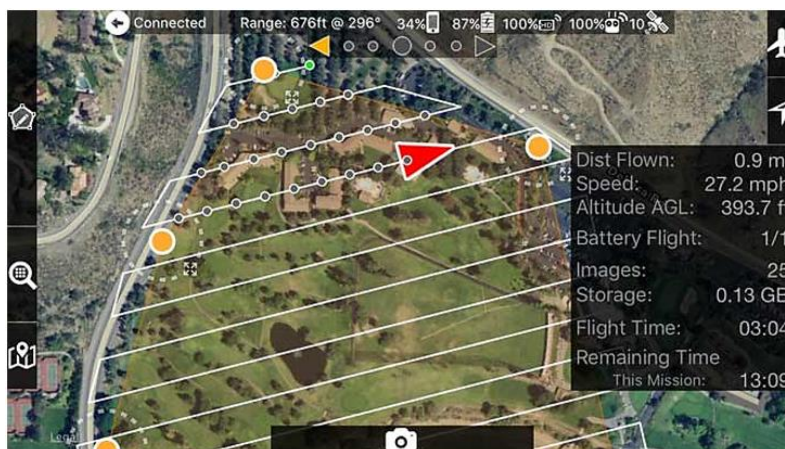 Connected Range: 676ft @ 296° 34% 87% 100% HD 100% 10
Dist Flown: 0.9 m
Speed: 27.2 mph
Altitude AGL: 393.7 f
Battery Flight: 1/1
Images: 25
Storage: 0.13 GB
Flight Time: 03:04
Remaining Time
This Mission: 13:09
Legal